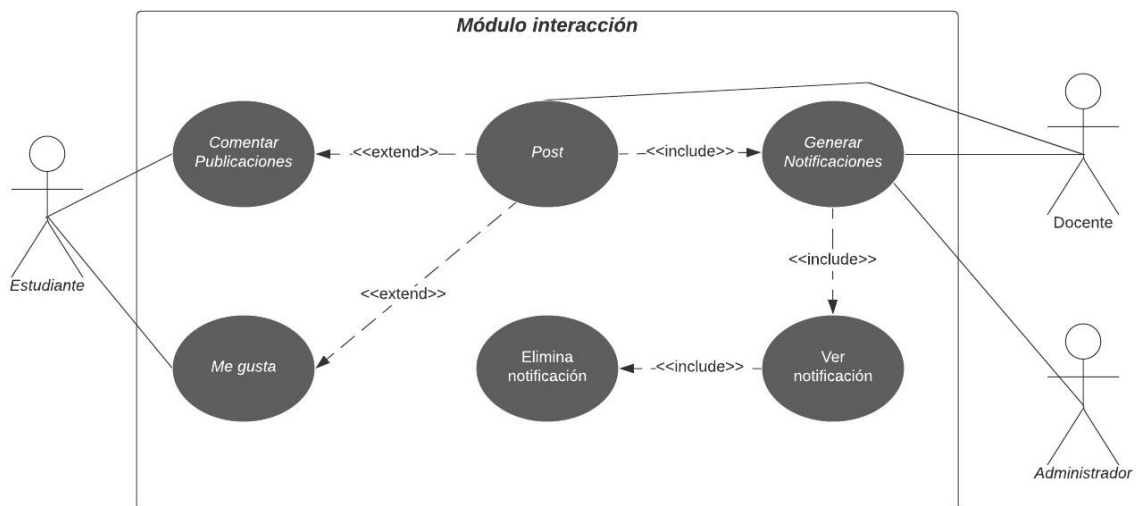 Módulo interacción
Comentar
Publicaciones
<<extend>>
Post
<<include>>
Generar
Notificaciones
Docente
<<include>>
Estudiante
<<extend>>
Me gusta
Elimina
notificación
<<include>>
Ver
notificación
Administrador